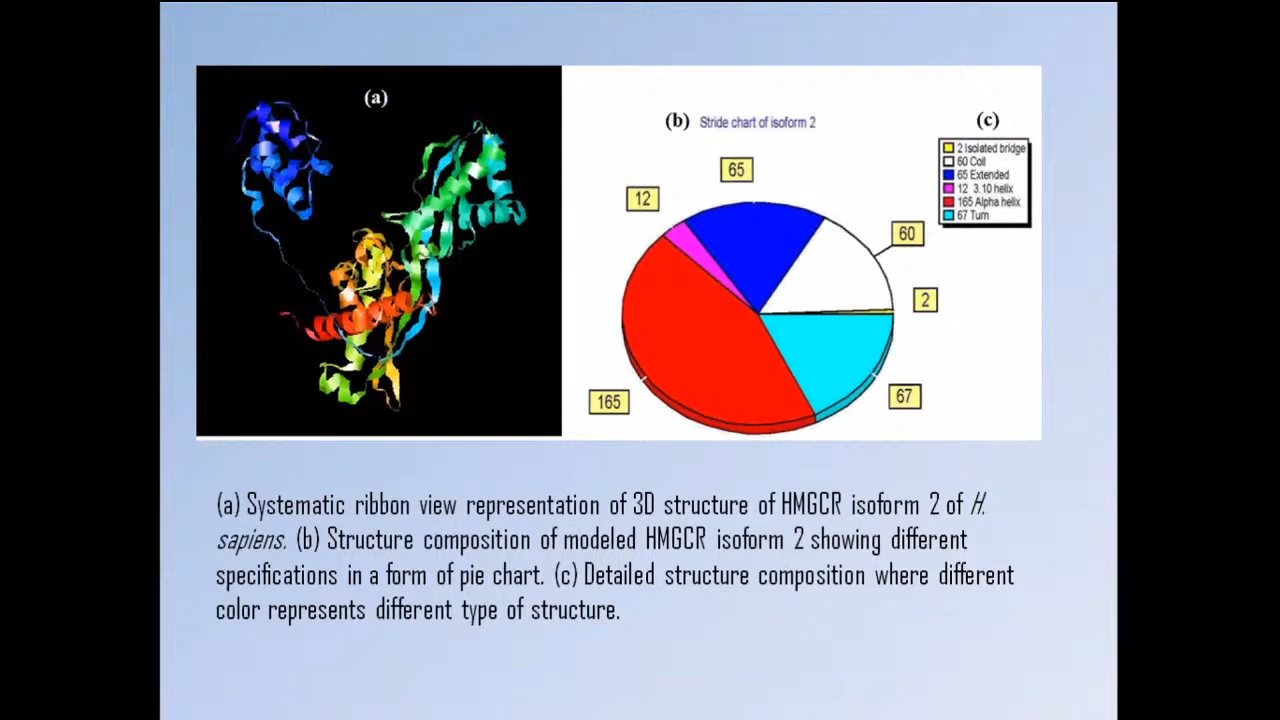 (a)
(b) Stride chart of isoform 2
(c)
2 Isolated bridge
60 Coil
65 Extended
12 3.10 helix
165 Alpha helix
67 Turn
65
12
60
2
165
67
(a) Systematic ribbon view representation of 3D structure of HMGCR isoform 2 of H.
sapiens. (b) Structure composition of modeled HMGCR isoform 2 showing different
specifications in a form of pie chart. (c) Detailed structure composition where different
color represents different type of structure.